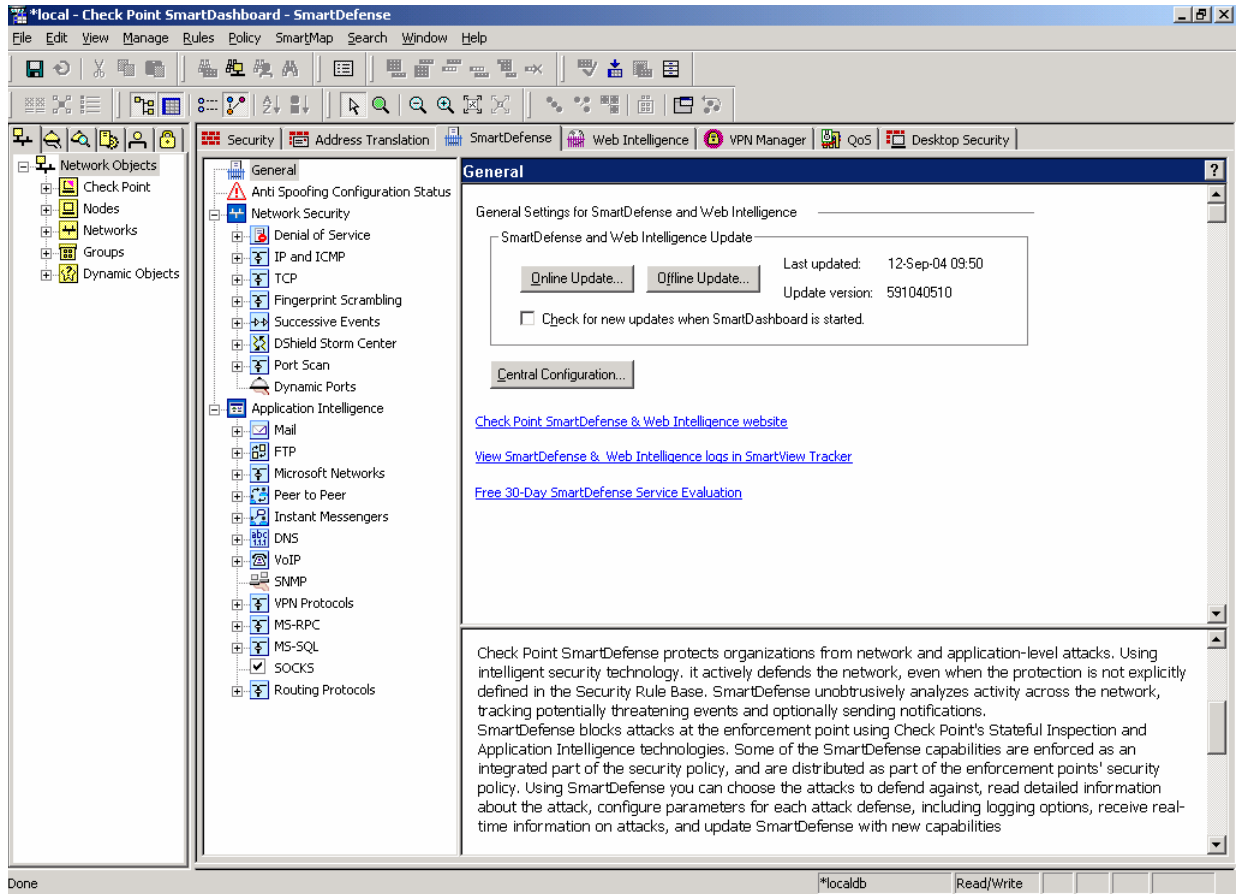 *local - Check Point SmartDashboard - SmartDefense
File Edit View Manage Rules Policy SmartMap Search Window Help
Security Address Translation SmartDefense Web Intelligence VPN Manager QoS Desktop Security
Network Objects
Check Point
Nodes
Networks
Groups
Dynamic Objects
General
Anti Spoofing Configuration Status
Network Security
Denial of Service
IP and ICMP
TCP
Fingerprint Scrambling
Successive Events
DShield Storm Center
Port Scan
Dynamic Ports
Application Intelligence
Mail
FTP
Microsoft Networks
Peer to Peer
Instant Messengers
DNS
VoIP
SNMP
VPN Protocols
MS-RPC
MS-SQL
SOCKS
Routing Protocols
General
General Settings for SmartDefense and Web Intelligence
SmartDefense and Web Intelligence Update
Online Update... Offline Update...
Last updated: 12-Sep-04 09:50
Update version: 591040510
Check for new updates when SmartDashboard is started.
Central Configuration...
Check Point SmartDefense & Web Intelligence website
View SmartDefense & Web Intelligence logs in SmartView Tracker
Free 30-Day SmartDefense Service Evaluation
Check Point SmartDefense protects organizations from network and application-level attacks. Using
intelligent security technology. it actively defends the network, even when the protection is not explicitly
defined in the Security Rule Base. SmartDefense unobtrusively analyzes activity across the network,
tracking potentially threatening events and optionally sending notifications.
SmartDefense blocks attacks at the enforcement point using Check Point's Stateful Inspection and
Application Intelligence technologies. Some of the SmartDefense capabilities are enforced as an
integrated part of the security policy, and are distributed as part of the enforcement points' security
policy. Using SmartDefense you can choose the attacks to defend against, read detailed information
about the attack, configure parameters for each attack defense, including logging options, receive real-
time information on attacks, and update SmartDefense with new capabilities
Done *localdb Read/Write